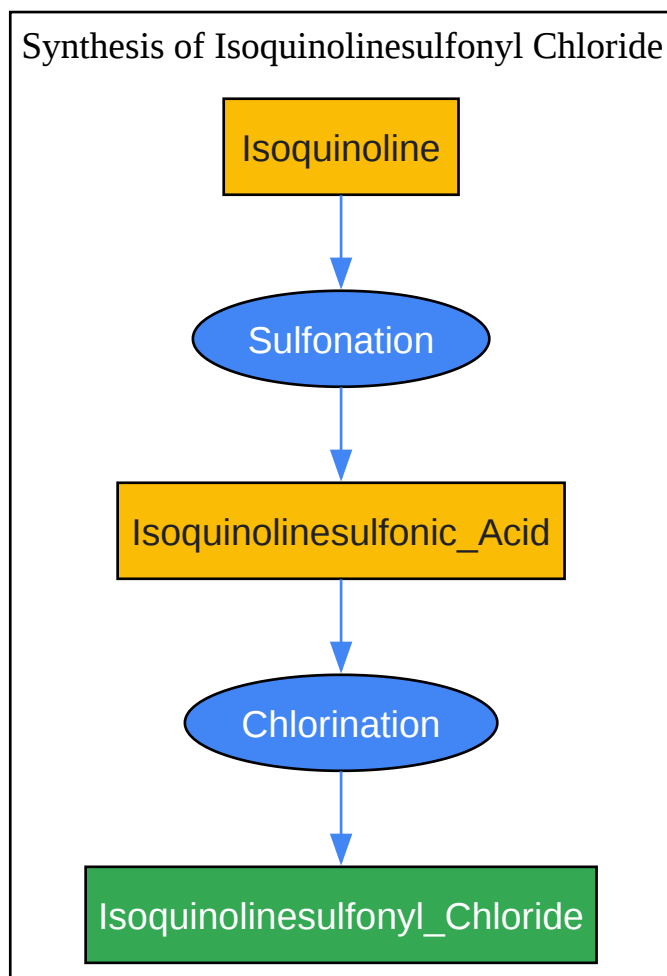 Synthesis of Isoquinolinesulfonyl Chloride
Isoquinoline
Sulfonation
Isoquinolinesulfonic_Acid
Chlorination
Isoquinolinesulfonyl_Chloride